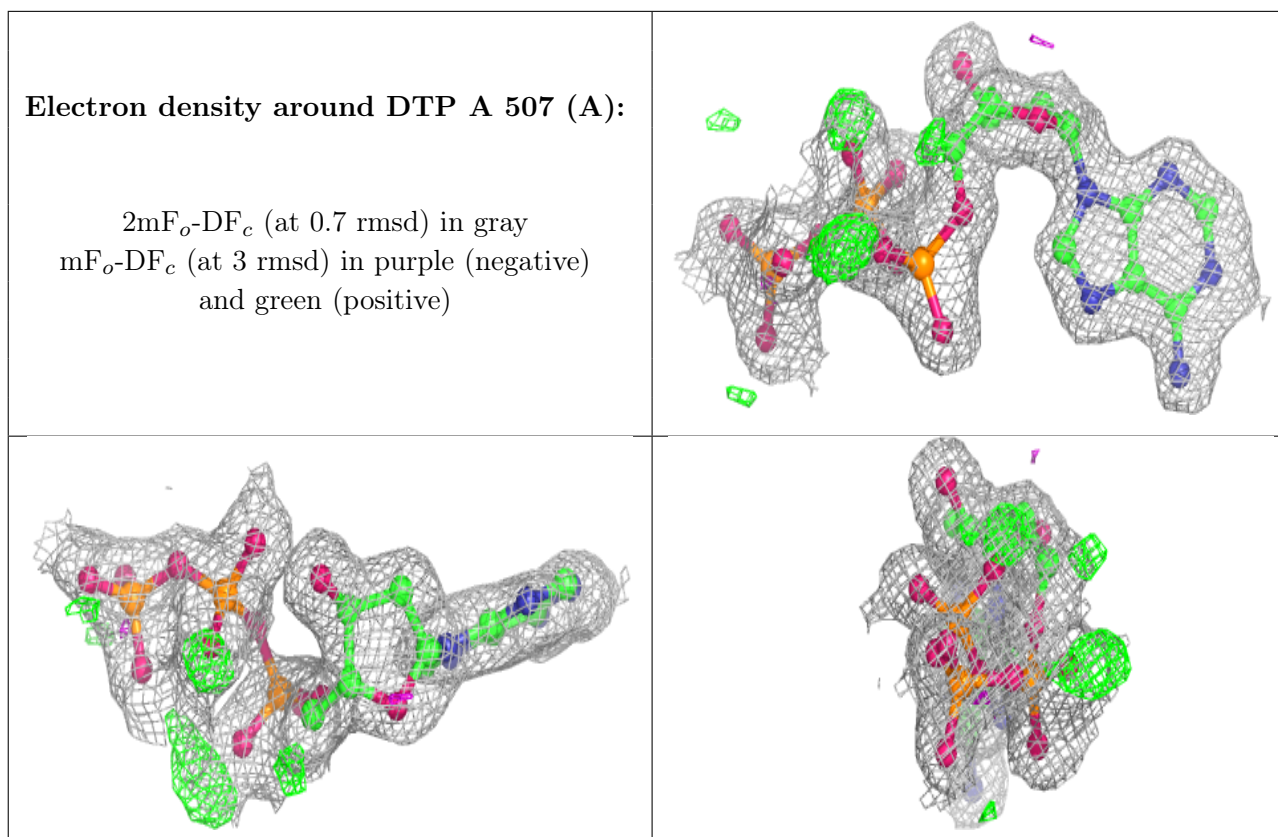 Electron density around DTP A 507 (A):
2mFo-DFc (at 0.7 rmsd) in gray
mFo-DFc (at 3 rmsd) in purple (negative)
and green (positive)